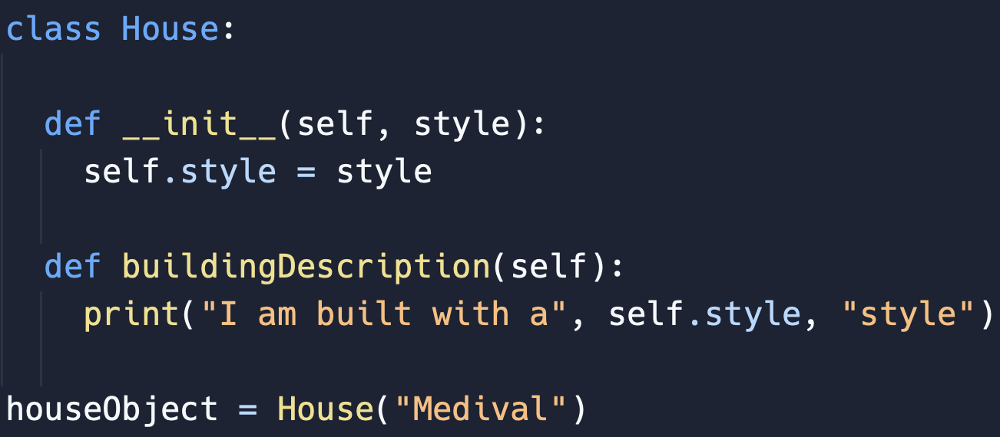 class House:
  def __init__(self, style):
    self.style = style
  def buildingDescription(self):
    print("I am built with a", self.style, "style")
houseObject = House("Medival")